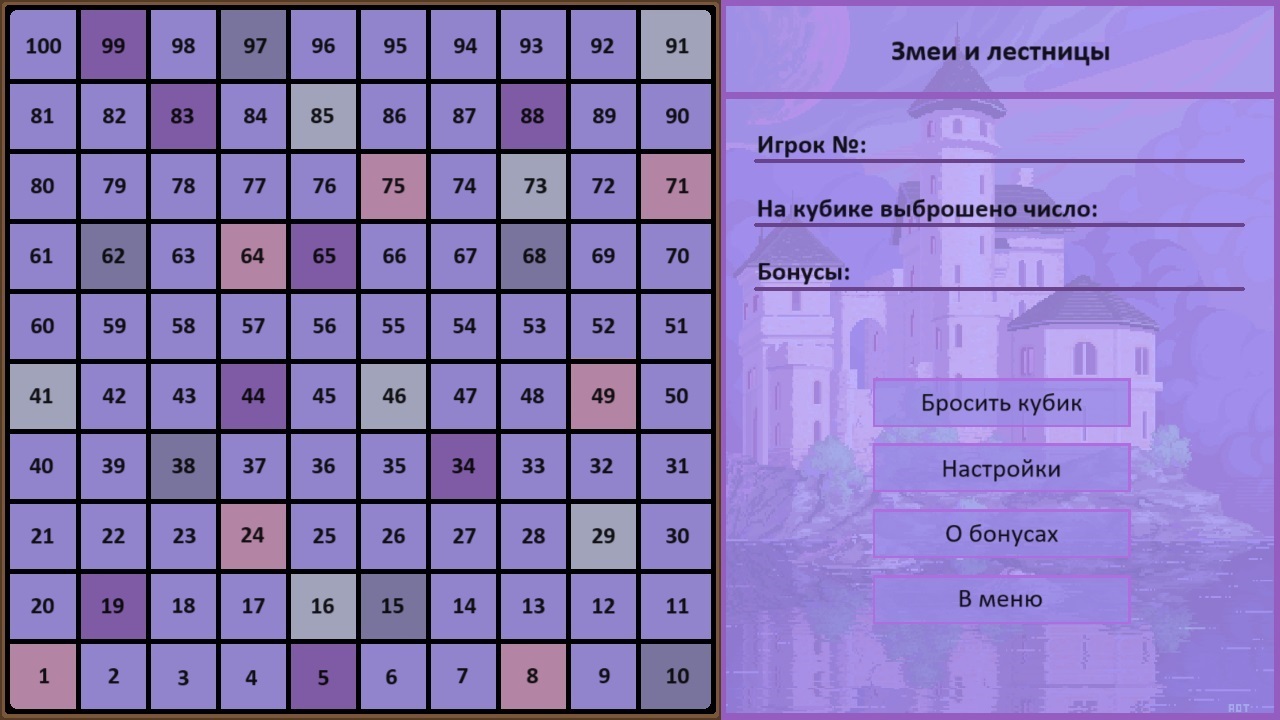 100 99 98 97 96 95 94 93 92 91
81 82 83 84 85 86 87 88 89 90
80 79 78 77 76 75 74 73 72 71
61 62 63 64 65 66 67 68 69 70
60 59 58 57 56 55 54 53 52 51
41 42 43 44 45 46 47 48 49 50
40 39 38 37 36 35 34 33 32 31
21 22 23 24 25 26 27 28 29 30
20 19 18 17 16 15 14 13 12 11
1 2 3 4 5 6 7 8 9 10
Змеи и лестницы
Игрок №:
На кубике выброшено число:
Бонусы:
Бросить кубик
Настройки
О бонусах
В меню